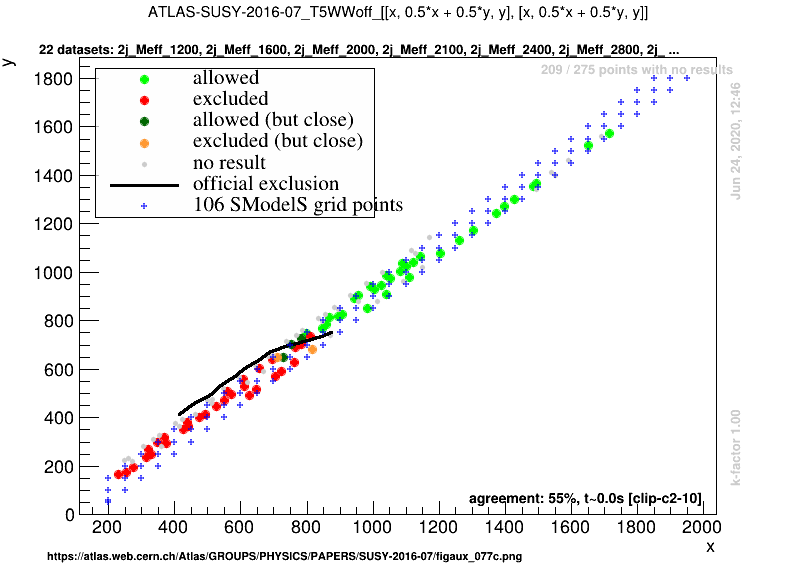 ATLAS-SUSY-2016-07_T5WWoff_[[x, 0.5*x + 0.5*y, y], [x, 0.5*x + 0.5*y, y]]
22 datasets: 2j_Meff_1200, 2j_Meff_1600, 2j_Meff_2000, 2j_Meff_2100, 2j_Meff_2400, 2j_Meff_2800, 2j_ ...
y
209 / 275 points with no results
allowed
excluded
allowed (but close)
excluded (but close)
no result
official exclusion
106 SModelS grid points
1800
1600
1400
1200
1000
800
600
400
200
0
Jun 24, 2020, 12:46
k-factor 1.00
agreement: 55%, t~0.0s [clip-c2-10]
200 400 600 800 1000 1200 1400 1600 1800 2000
x
https://atlas.web.cern.ch/Atlas/GROUPS/PHYSICS/PAPERS/SUSY-2016-07/figaux_077c.png